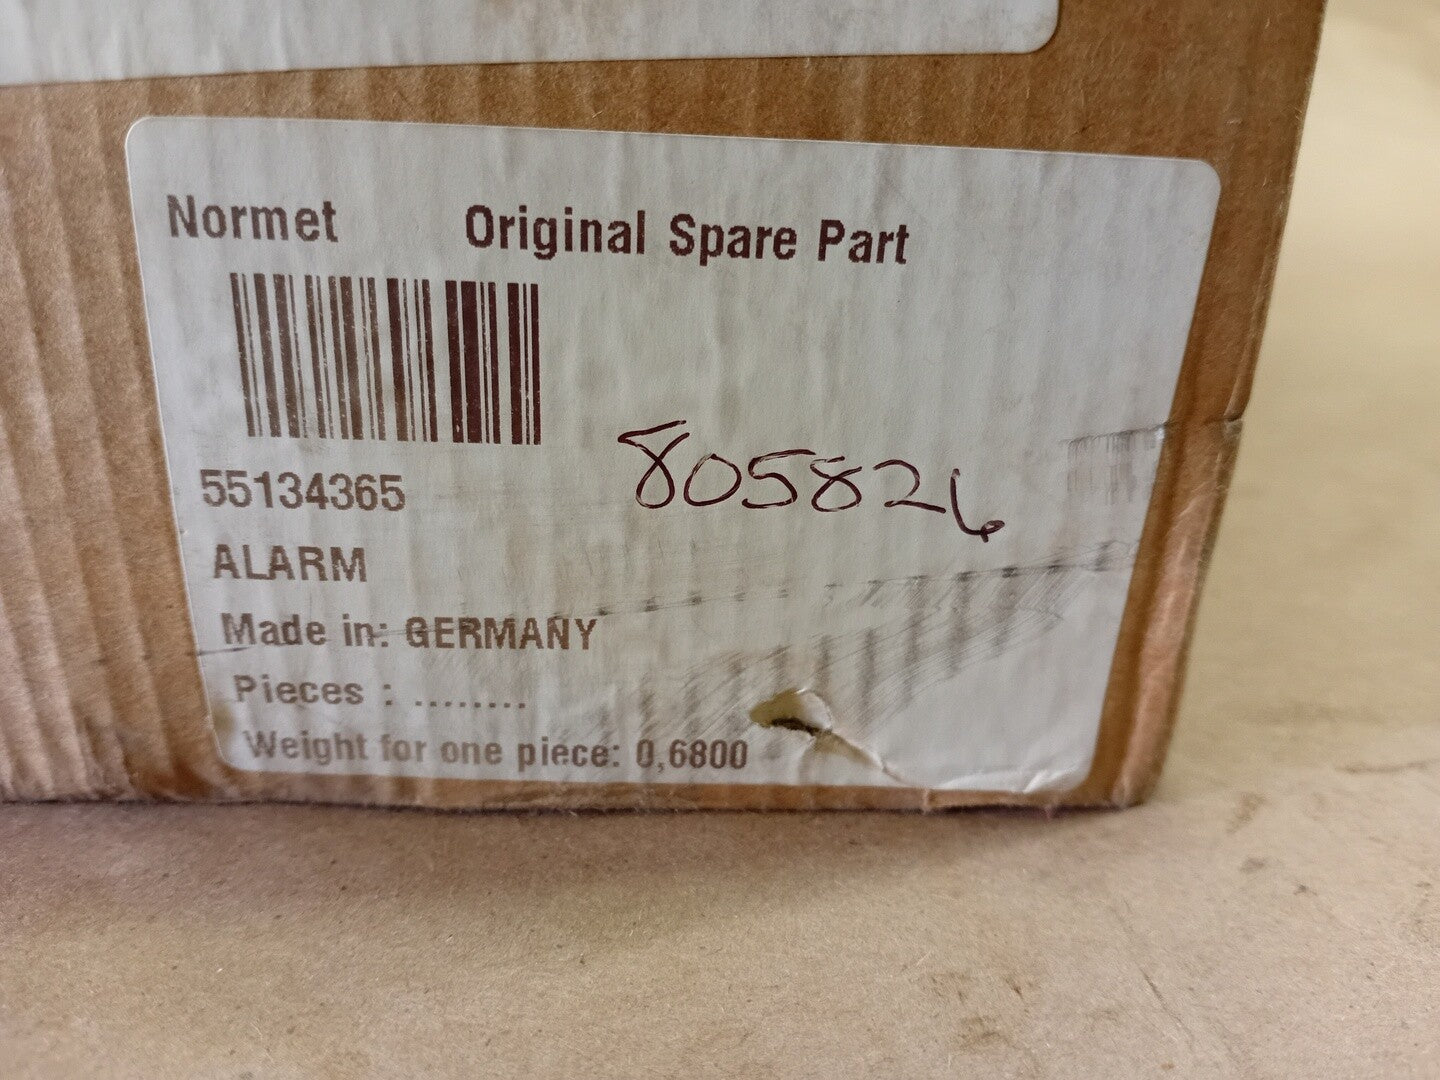 Normet Original Spare Part
55134365
805826
ALARM
Made in: GERMANY
Pieces : ........
Weight for one piece: 0,6800